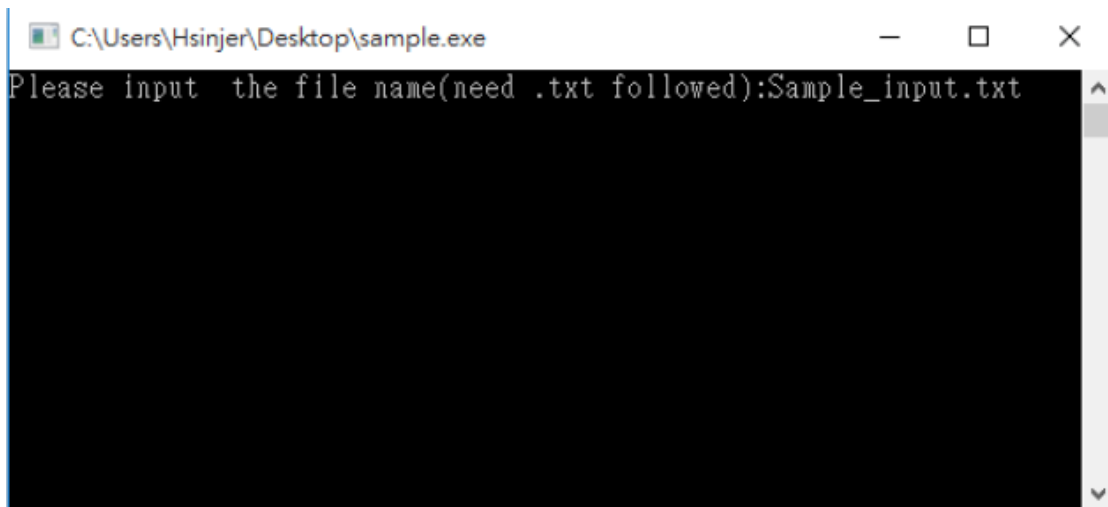 C:\Users\Hsinjer\Desktop\sample.exe
Please input  the file name(need .txt followed):Sample_input.txt